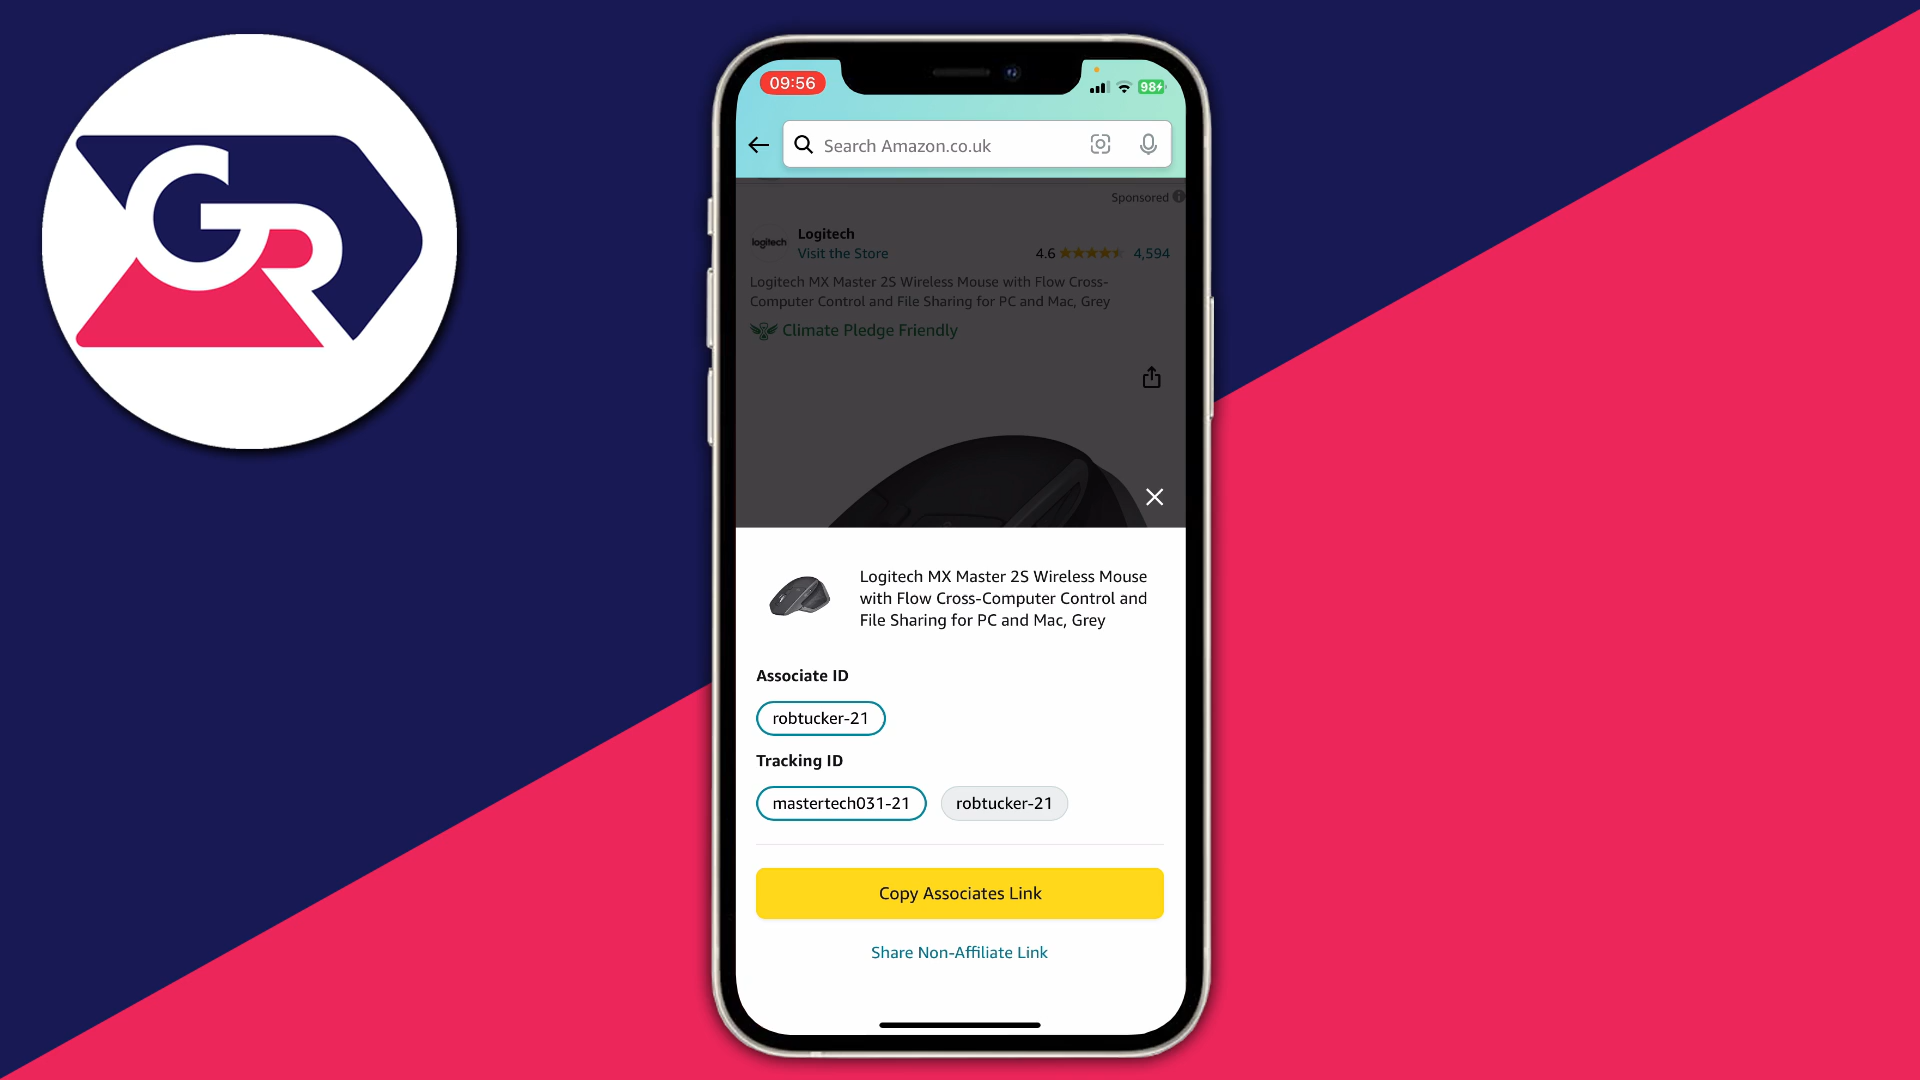 GR
09:56
98
Search Amazon.co.uk
Sponsored
logitech
Logitech
Visit the Store
4.6
4,594
Logitech MX Master 2S Wireless Mouse with Flow Cross-
Computer Control and File Sharing for PC and Mac, Grey
Climate Pledge Friendly
Logitech MX Master 2S Wireless Mouse
with Flow Cross-Computer Control and
File Sharing for PC and Mac, Grey
Associate ID
robtucker-21
Tracking ID
mastertech031-21
robtucker-21
Copy Associates Link
Share Non-Affiliate Link